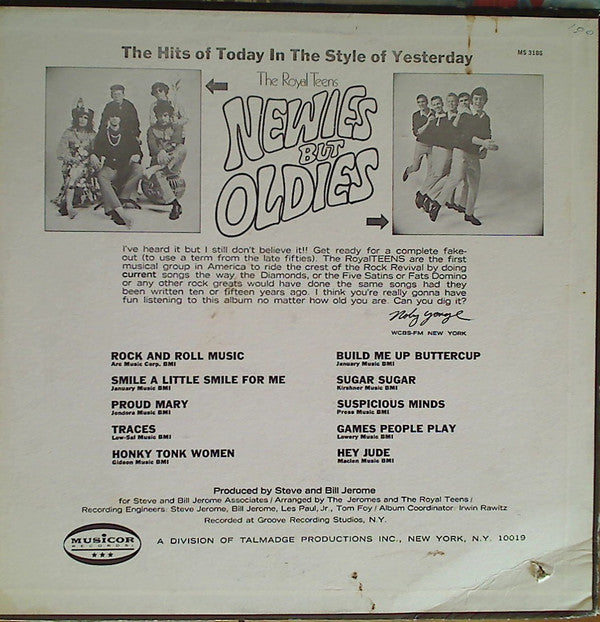 The Hits of Today In The Style of Yesterday
MS 3186
The Royal Teens
NEWIES
BUT
OLDIES
I've heard it but I still don't believe it!! Get ready for a complete fake-
out (to use a term from the late fifties). The RoyalTEENS are the first
musical group in America to ride the crest of the Rock Revival by doing
current songs the way the Diamonds, or the Five Satins or Fats Domino
or any other rock greats would have done the same songs had they
been written ten or fifteen years ago. I think you're really gonna have
fun listening to this album no matter how old you are. Can you dig it?
WCBS-FM NEW YORK
ROCK AND ROLL MUSIC
Arc Music Corp. BMI
SMILE A LITTLE SMILE FOR ME
January Music BMI
PROUD MARY
Jondora Music BMI
TRACES
Low-Sal Music BMI
HONKY TONK WOMEN
Gideon Music BMI
BUILD ME UP BUTTERCUP
January Music BMI
SUGAR SUGAR
Kirshner Music BMI
SUSPICIOUS MINDS
Press Music BMI
GAMES PEOPLE PLAY
Lowery Music BMI
HEY JUDE
Maclen Music BMI
Produced by Steve and Bill Jerome
for Steve and Bill Jerome Associates / Arranged by The Jeromes and The Royal Teens /
Recording Engineers: Steve Jerome, Bill Jerome, Les Paul, Jr., Tom Foy / Album Coordinator: Irwin Rawitz
Recorded at Groove Recording Studios, N.Y.
MUSICOR
RECORDS
A DIVISION OF TALMADGE PRODUCTIONS INC., NEW YORK, N.Y. 10019